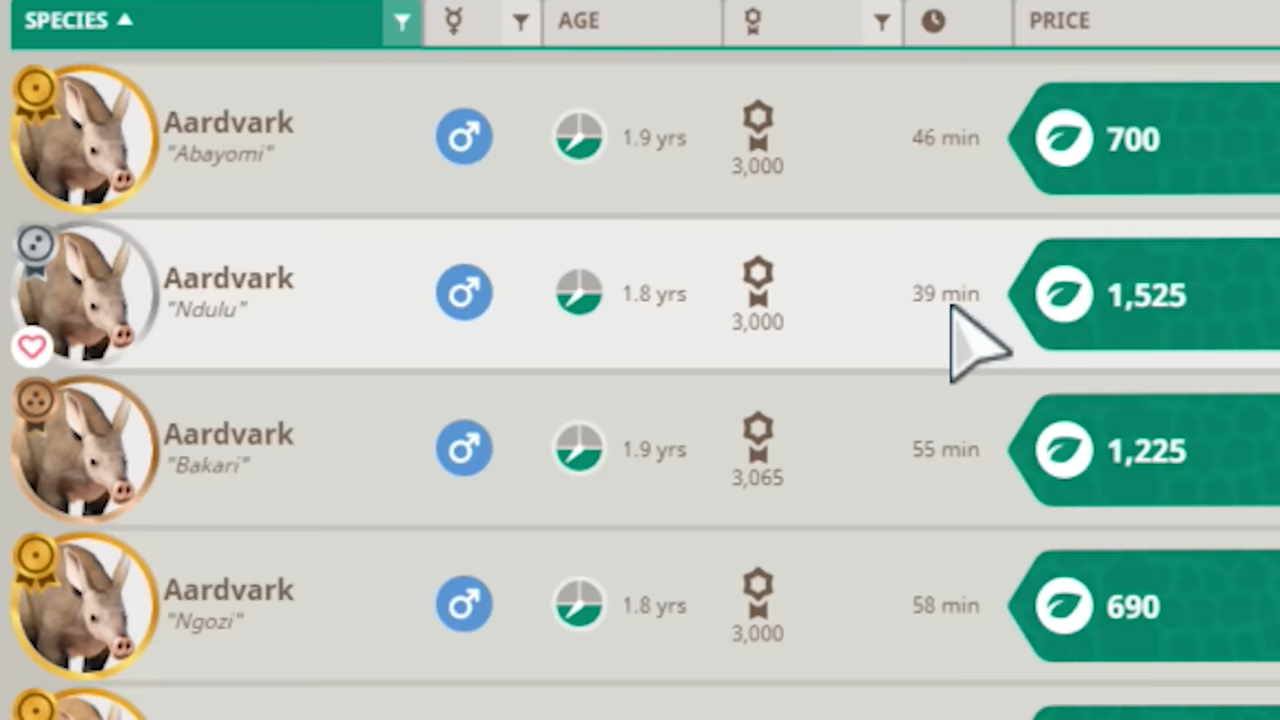 SPECIES AGE PRICE
Aardvark
"Abayomi"
1.9 yrs
3,000
46 min
700
Aardvark
"Ndulu"
1.8 yrs
3,000
39 min
1,525
Aardvark
"Bakari"
1.9 yrs
3,065
55 min
1,225
Aardvark
"Ngozi"
1.8 yrs
3,000
58 min
690